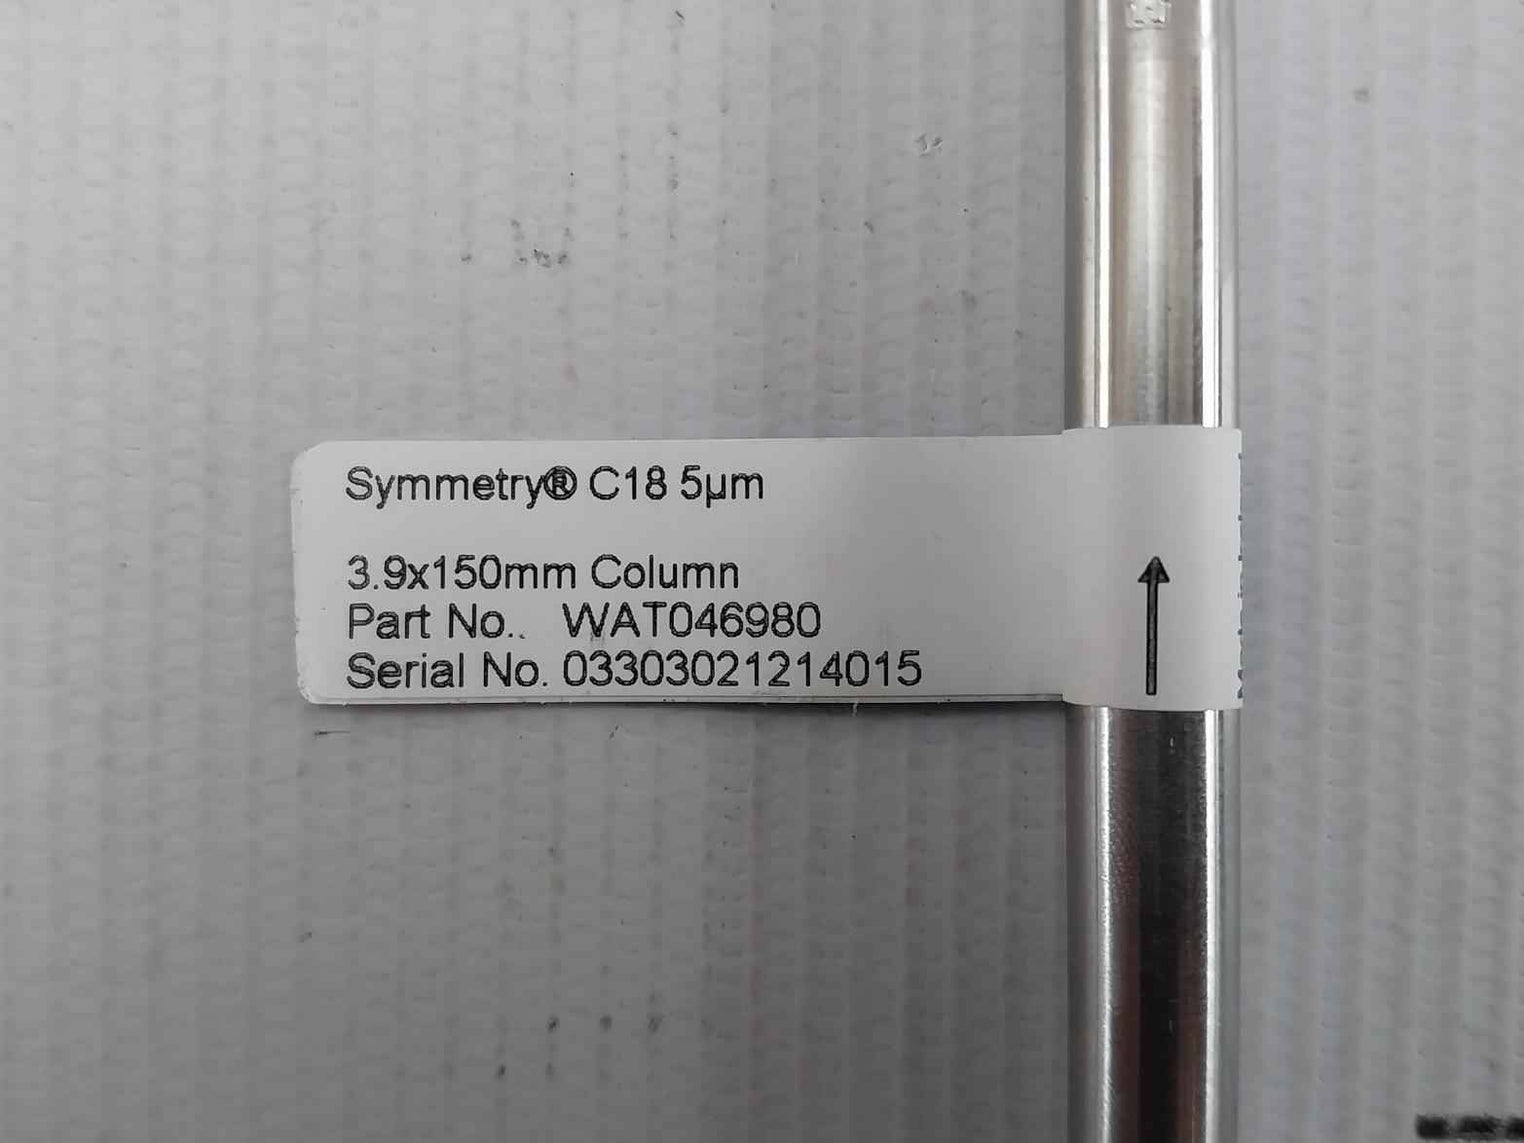 Symmetry® C18 5µm
3.9x150mm Column
Part No.. WAT046980
Serial No. 03303021214015